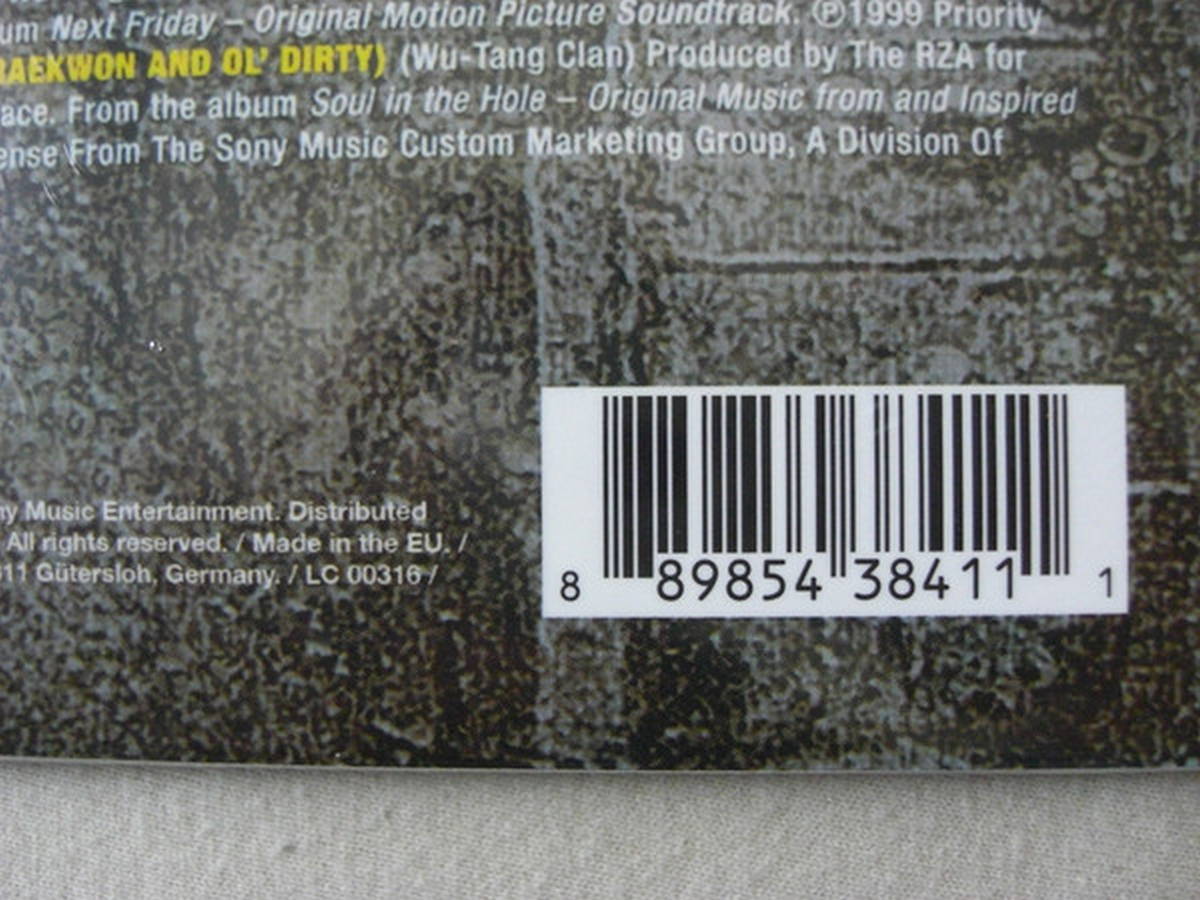 um Next Friday – Original Motion Picture Soundtrack. ℗1999 Priority
RAEKWON AND OL' DIRTY) (Wu-Tang Clan) Produced by The RZA for
ace. From the album Soul in the Hole – Original Music from and Inspired
ense From The Sony Music Custom Marketing Group, A Division Of
ny Music Entertainment. Distributed
All rights reserved. / Made in the EU. /
311 Gütersloh, Germany. / LC 00316 /
8 89854 38411 1